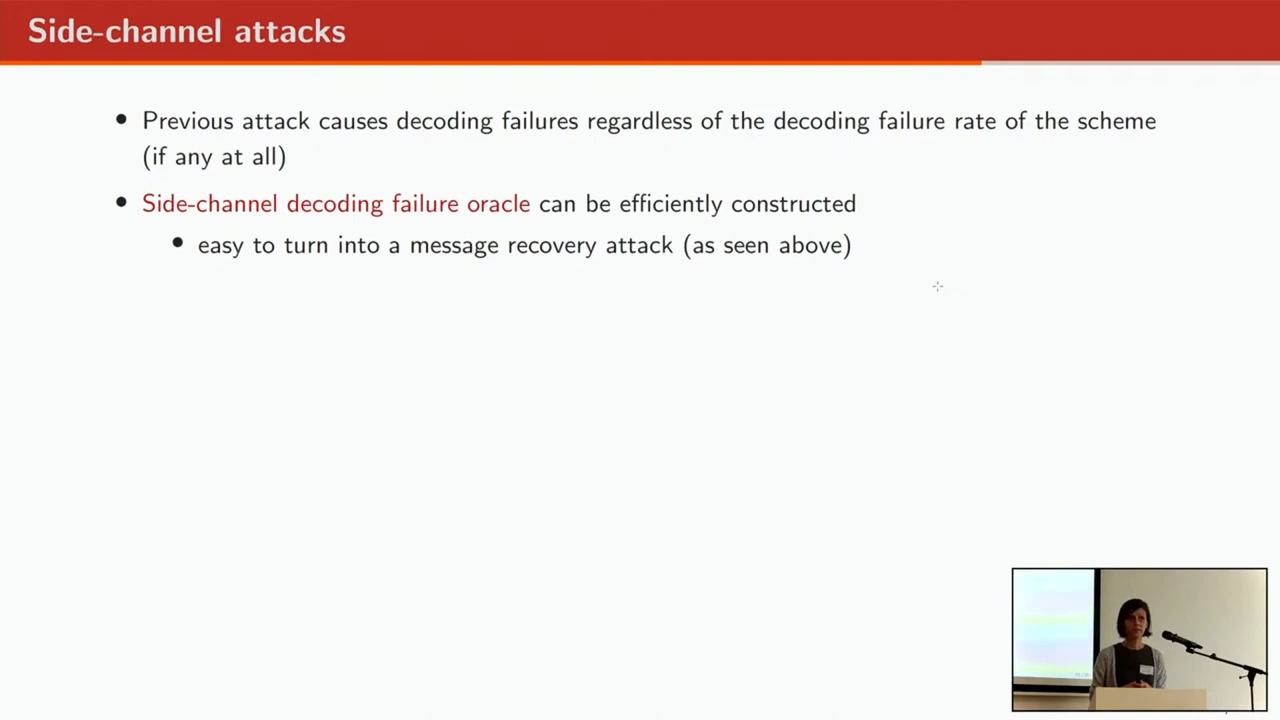 Side-channel attacks
• Previous attack causes decoding failures regardless of the decoding failure rate of the scheme
(if any at all)
• Side-channel decoding failure oracle can be efficiently constructed
• easy to turn into a message recovery attack (as seen above)